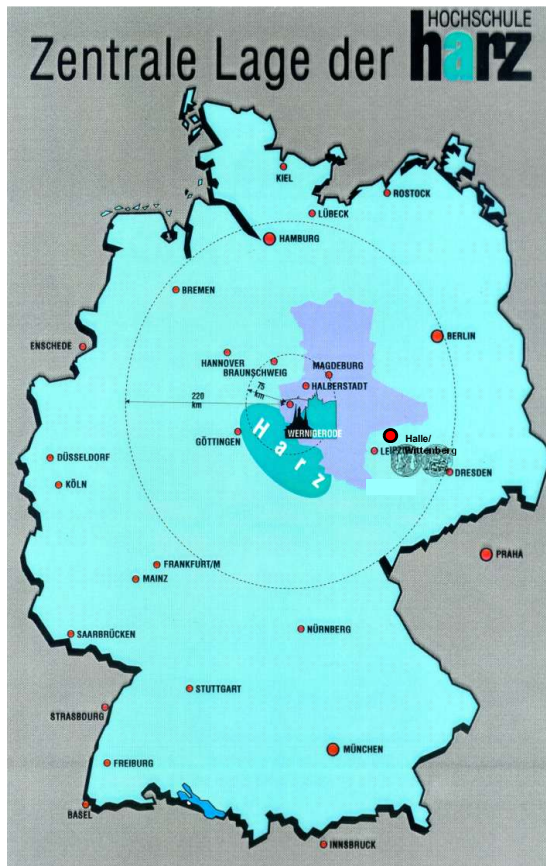 HOCHSCHULE
Zentrale Lage der harz
KIEL
ROSTOCK
LÜBECK
HAMBURG
BREMEN
BERLIN
ENSCHEDE
HANNOVER
BRAUNSCHWEIG
MAGDEBURG
75
km
HALBERSTADT
220
km
WERNIGERODE
GÖTTINGEN
Harz
Halle/
Wittenberg
LEIPZIG
DÜSSELDORF
DRESDEN
KÖLN
PRAHA
FRANKFURT/M
MAINZ
NÜRNBERG
SAARBRÜCKEN
STUTTGART
STRASBOURG
MÜNCHEN
FREIBURG
BASEL
INNSBRUCK